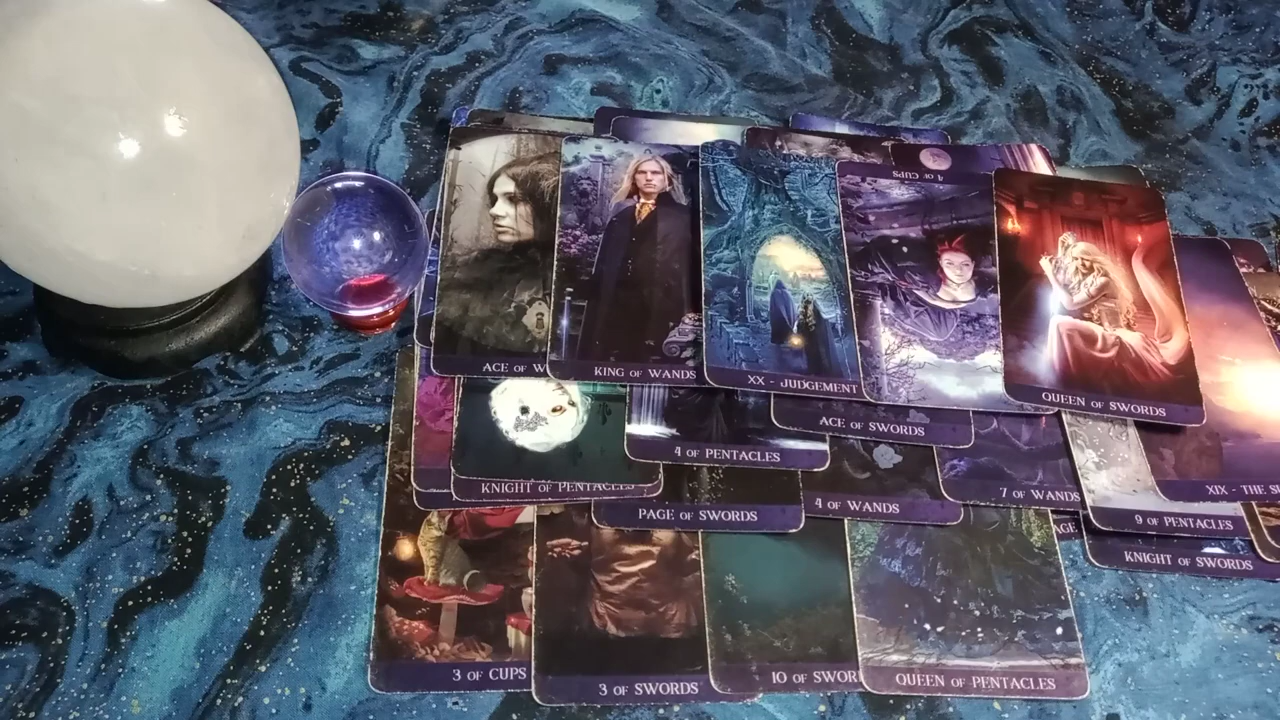 4 OF CUPS
ACE OF W
KING OF WANDS
XX - JUDGEMENT
QUEEN OF SWORDS
ACE OF SWORDS
4 OF PENTACLES
KNIGHT OF PENTACLES
7 OF WANDS
XIX - THE S
4 OF WANDS
PAGE OF SWORDS
9 OF PENTACLES
AGE
KNIGHT OF SWORDS
3 OF CUPS
3 OF SWORDS
10 OF SWOR
QUEEN OF PENTACLES